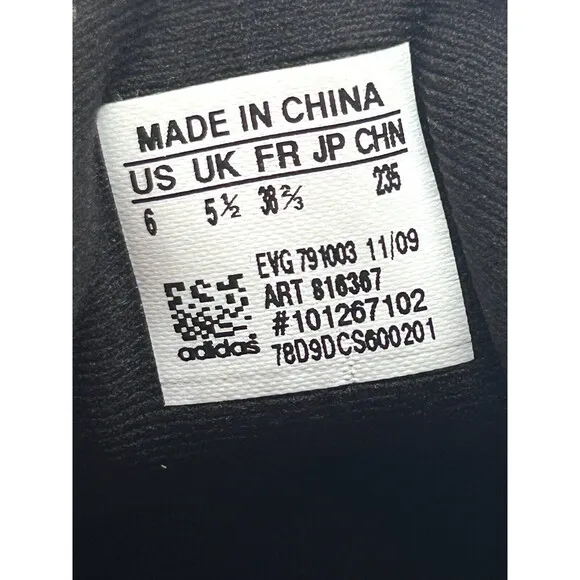 MADE IN CHINA
US UK FR JP CHN
6 5½ 38⅔ 235
EVG 791003 11/09
ART 816367
#101267102
adidas
78D9DCS600201